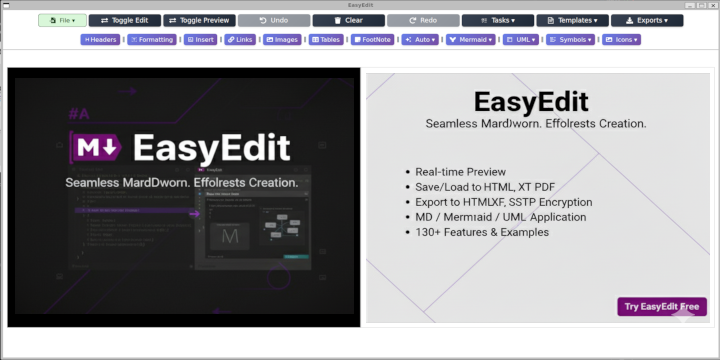 EasyEdit
File ▾
Toggle Edit
Toggle Preview
Undo
Clear
Redo
Tasks ▾
Templates ▾
Exports ▾
H Headers
Formatting
Insert
Links
Images
Tables
FootNote
Auto ▾
Mermaid ▾
UML ▾
Symbols ▾
Icons ▾
#A
M↓ EasyEdit
Seamless MardDworn. Effolrests Creation.
M
EasyEdit
Seamless MardJworn. Effolrests Creation.
• Real-time Preview
• Save/Load to HTML, XT PDF
• Export to HTMLXF, SSTP Encryption
• MD / Mermaid / UML Application
• 130+ Features & Examples
Try EasyEdlt Free